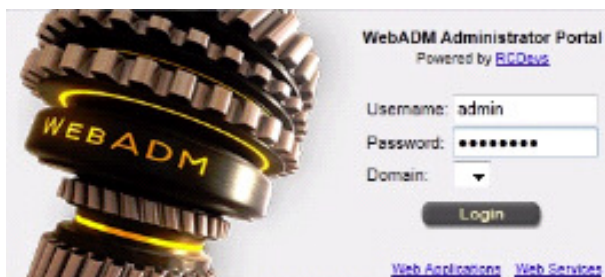 WebADM Administrator Portal
Powered by RCDevs
WEBADM
Username: admin
Password: ••••••••
Domain:
Login
Web Applications Web Services